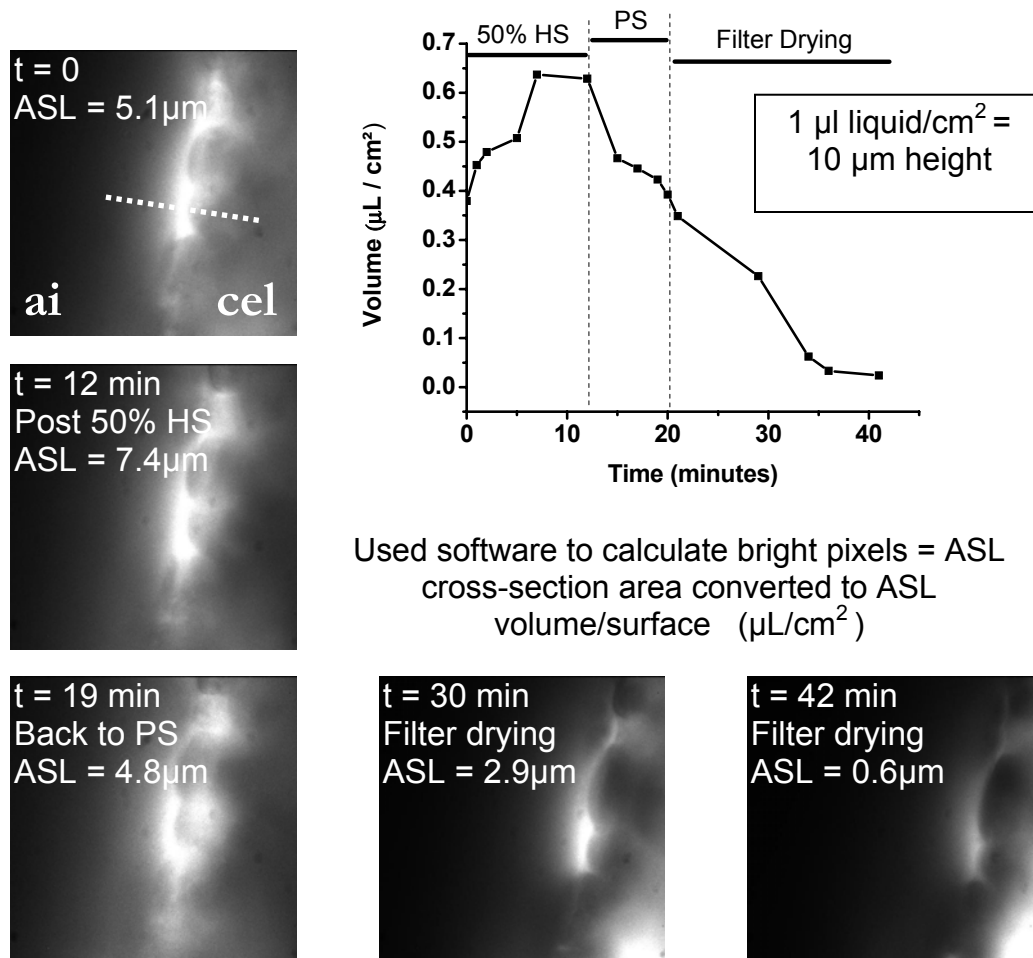 t = 0
ASL = 5.1µm
ai
cel
t = 12 min
Post 50% HS
ASL = 7.4µm
t = 19 min
Back to PS
ASL = 4.8µm
50% HS
PS
Filter Drying
0.7
0.6
0.5
0.4
0.3
0.2
0.1
0.0
Volume (µL / cm²)
0
10
20
30
40
Time (minutes)
1 µl liquid/cm² =
10 µm height
Used software to calculate bright pixels = ASL
cross-section area converted to ASL
volume/surface (µL/cm² )
t = 30 min
Filter drying
ASL = 2.9µm
t = 42 min
Filter drying
ASL = 0.6µm